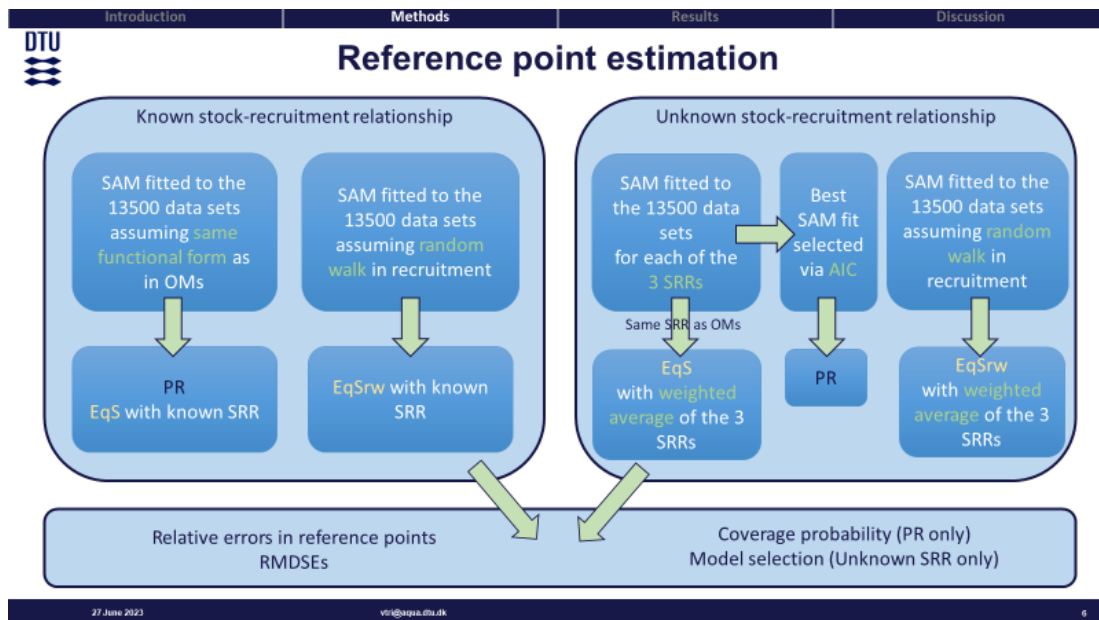 Introduction
Methods
Results
Discussion
DTU
Reference point estimation
Known stock-recruitment relationship
SAM fitted to the
13500 data sets
assuming same
functional form as
in OMs
SAM fitted to the
13500 data sets
assuming random
walk in recruitment
PR
EqS with known SRR
EqSrw with known
SRR
Unknown stock-recruitment relationship
SAM fitted to
the 13500 data
sets
for each of the
3 SRRs
Best
SAM fit
selected
via AIC
SAM fitted to the
13500 data sets
assuming random
walk in
recruitment
Same SRR as OMs
EqS
with weighted
average of the 3
SRRs
PR
EqSrw
with weighted
average of the 3
SRRs
Relative errors in reference points
RMDSEs
Coverage probability (PR only)
Model selection (Unknown SRR only)
27 June 2023
vtri@aqua.dtu.dk
6